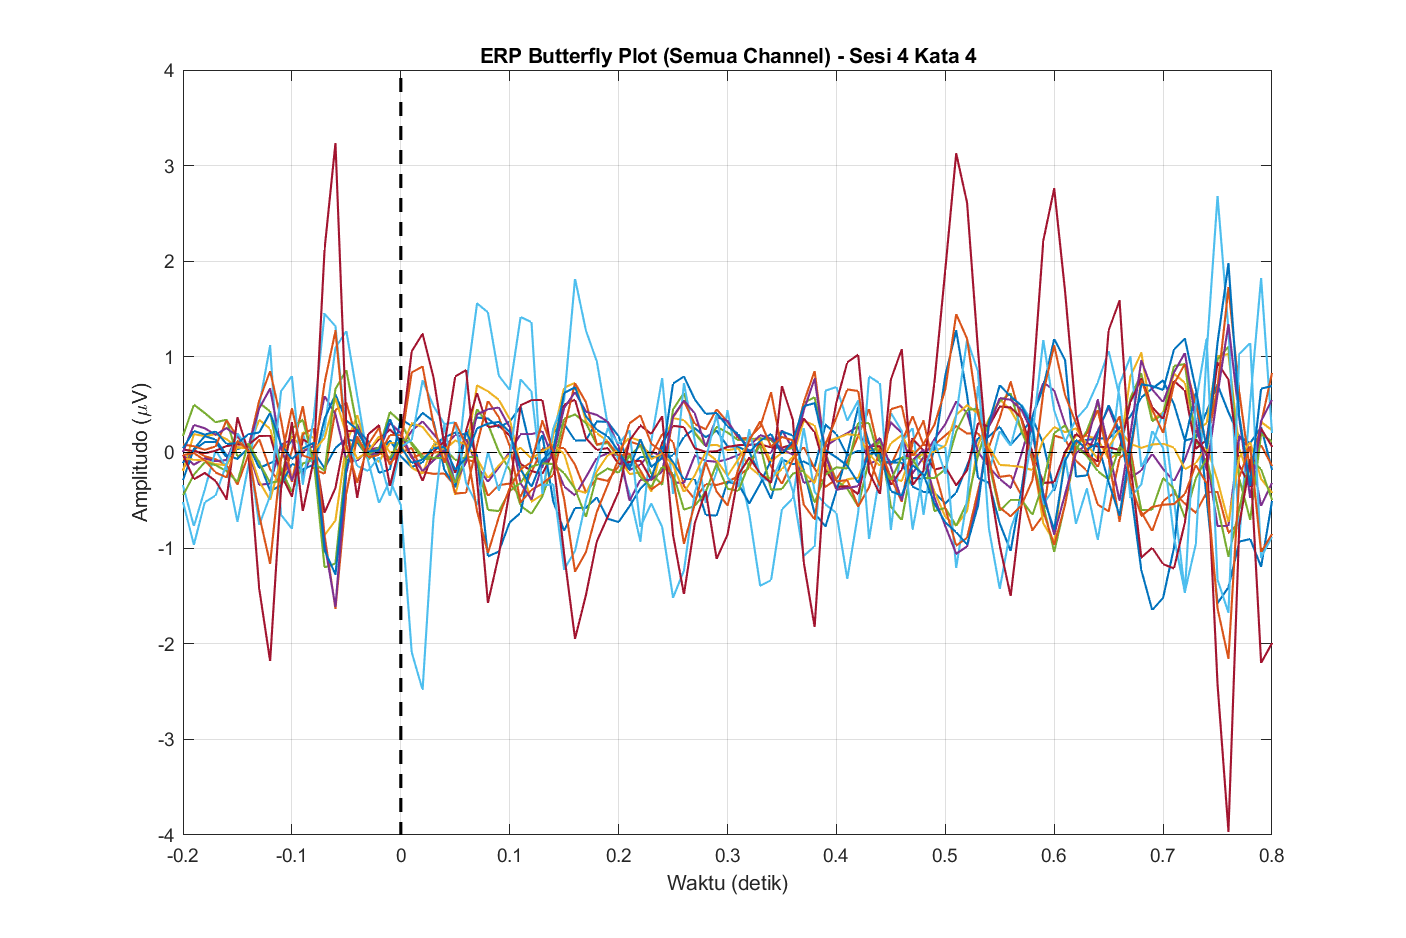 ERP Butterfly Plot (Semua Channel) - Sesi 4 Kata 4
Amplitudo (μV)
4
3
2
1
0
-1
-2
-3
-4
-0.2 -0.1 0 0.1 0.2 0.3 0.4 0.5 0.6 0.7 0.8
Waktu (detik)